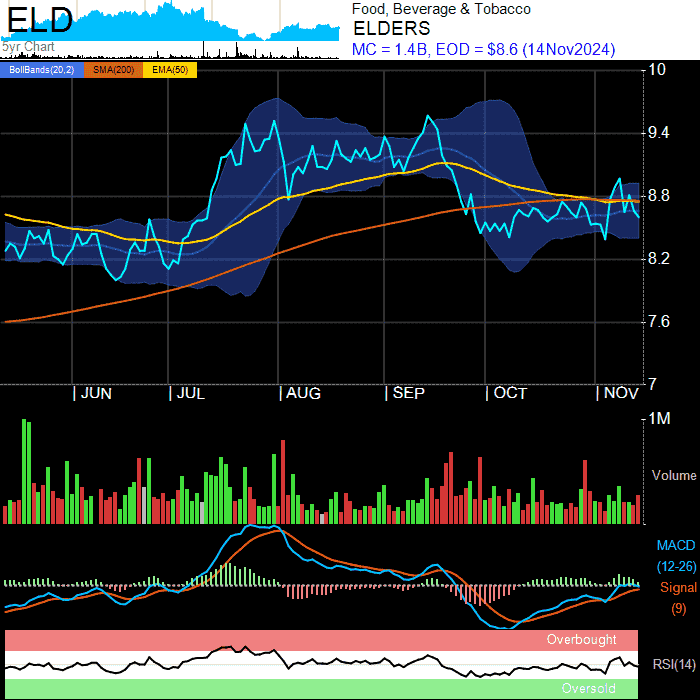 ELD
5yr Chart
Food, Beverage & Tobacco
ELDERS
MC = 1.4B, EOD = $8.6 (14Nov2024)
BollBands(20,2) SMA(200) EMA(50)
10
9.4
8.8
8.2
7.6
7
JUN JUL AUG SEP OCT NOV
1M
Volume
MACD
(12-26)
Signal
(9)
Overbought
RSI(14)
Oversold